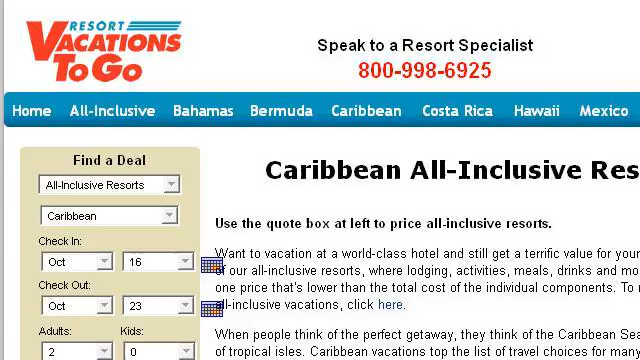 RESORT
VACATIONS
TO GO
Speak to a Resort Specialist
800-998-6925
Home All-Inclusive Bahamas Bermuda Caribbean Costa Rica Hawaii Mexico
Find a Deal
All-Inclusive Resorts
Caribbean
Check In:
Oct 16
Check Out:
Oct 23
Adults: Kids:
2 0
Caribbean All-Inclusive Res
Use the quote box at left to price all-inclusive resorts.
Want to vacation at a world-class hotel and still get a terrific value for your
of our all-inclusive resorts, where lodging, activities, meals, drinks and mo
one price that's lower than the total cost of the individual components. To
all-inclusive vacations, click here.
When people think of the perfect getaway, they think of the Caribbean Sea
of tropical isles. Caribbean vacations top the list of travel choices for many